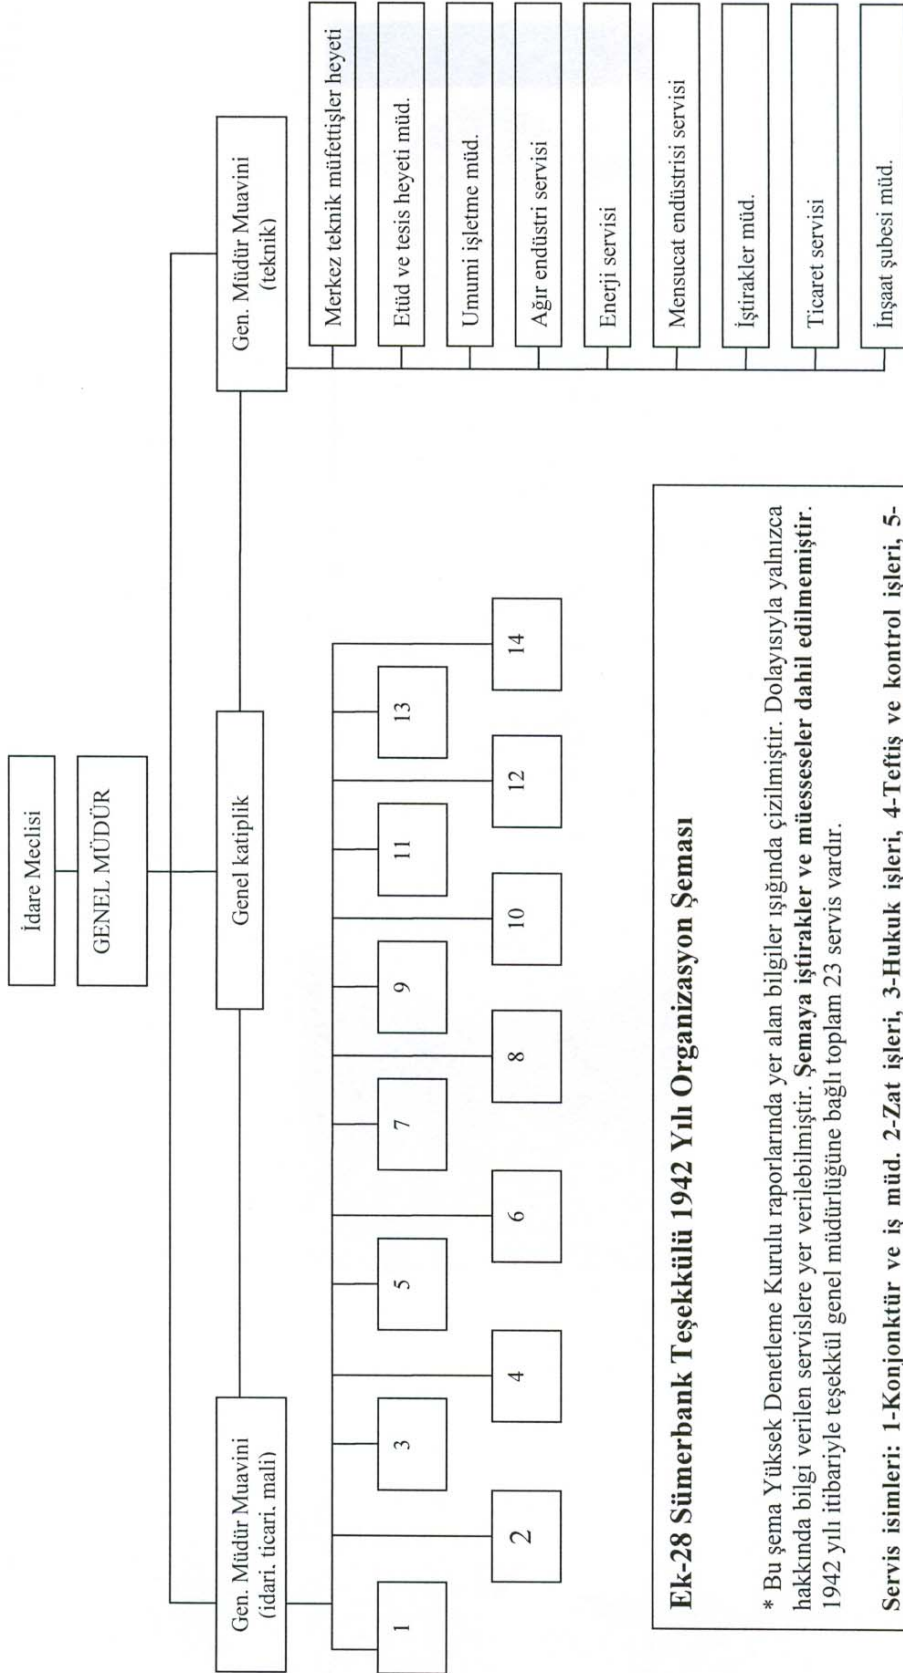 İdare Meclisi
GENEL MÜDÜR
Gen. Müdür Muavini
(idari. ticari. mali)
Genel katiplik
Gen. Müdür Muavini
(teknik)
1
2
3
4
5
6
7
8
9
10
11
12
13
14
Merkez teknik müfettişler heyeti
Etüd ve tesis heyeti müd.
Umumi işletme müd.
Ağır endüstri servisi
Enerji servisi
Mensucat endüstrisi servisi
İştirakler müd.
Ticaret servisi
İnşaat şubesi müd.
Ek-28 Sümerbank Teşekkülü 1942 Yılı Organizasyon Şeması
* Bu şema Yüksek Denetleme Kurulu raporlarında yer alan bilgiler ışığında çizilmiştir. Dolayısıyla yalnızca
hakkında bilgi verilen servislere yer verilebilmiştir. Şemaya iştirakler ve müesseseler dahil edilmemiştir.
1942 yılı itibariyle teşekkül genel müdürlüğüne bağlı toplam 23 servis vardır.
Servis isimleri: 1-Konjonktür ve iş müd. 2-Zat işleri, 3-Hukuk işleri, 4-Teftiş ve kontrol işleri, 5-